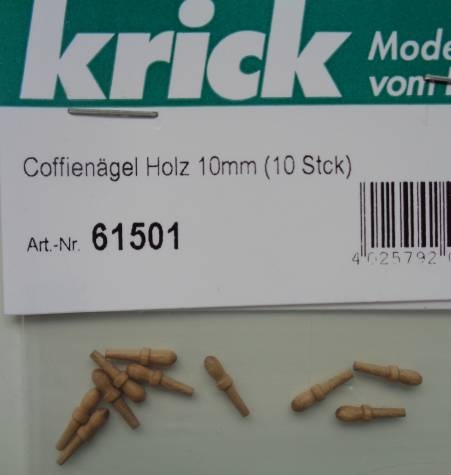 krick
Mode
vom
Coffienägel Holz 10mm (10 Stck)
Art.-Nr. 61501
4 025792